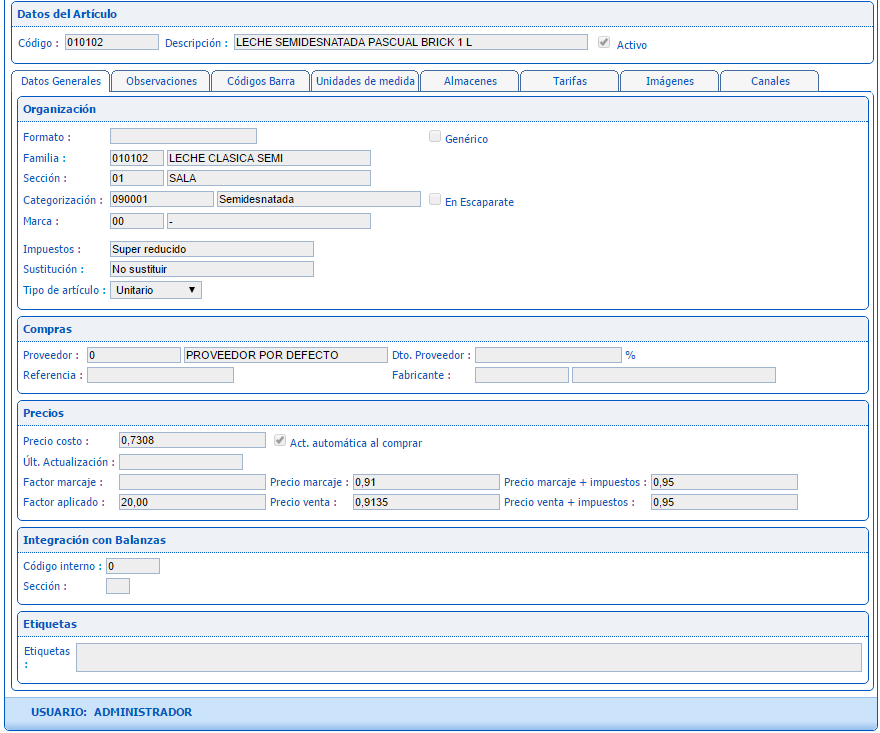 Datos del Artículo
Código : 010102 Descripción : LECHE SEMIDESNATADA PASCUAL BRICK 1 L Activo
Datos Generales Observaciones Códigos Barra Unidades de medida Almacenes Tarifas Imágenes Canales
Organización
Formato : Genérico
Familia : 010102 LECHE CLASICA SEMI
Sección : 01 SALA
Categorización : 090001 Semidesnatada En Escaparate
Marca : 00 -
Impuestos : Super reducido
Sustitución : No sustituir
Tipo de artículo : Unitario
Compras
Proveedor : 0 PROVEEDOR POR DEFECTO Dto. Proveedor : %
Referencia : Fabricante :
Precios
Precio costo : 0,7308 Act. automática al comprar
Últ. Actualización :
Factor marcaje : Precio marcaje : 0,91 Precio marcaje + impuestos : 0,95
Factor aplicado : 20,00 Precio venta : 0,9135 Precio venta + impuestos : 0,95
Integración con Balanzas
Código interno : 0
Sección :
Etiquetas
Etiquetas
:
USUARIO: ADMINISTRADOR